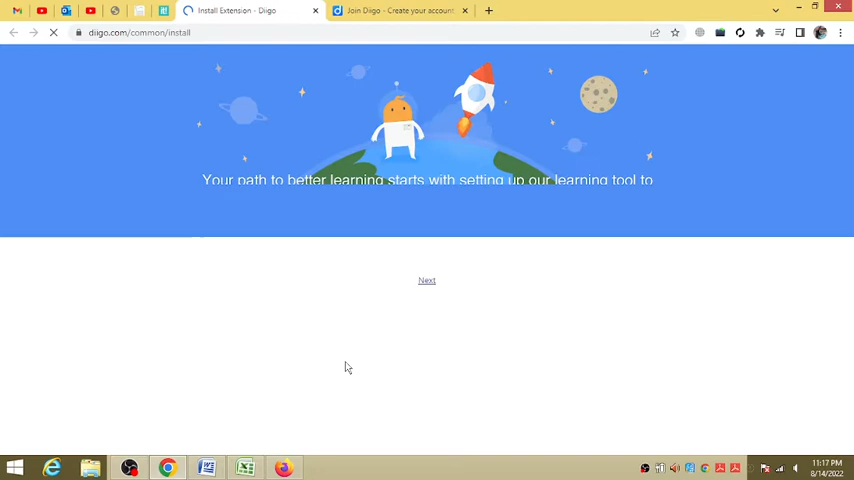 Install Extension - Diigo
Join Diigo - Create your account
diigo.com/common/install
Your path to better learning starts with setting up our learning tool to
Next
11:17 PM
8/14/2022